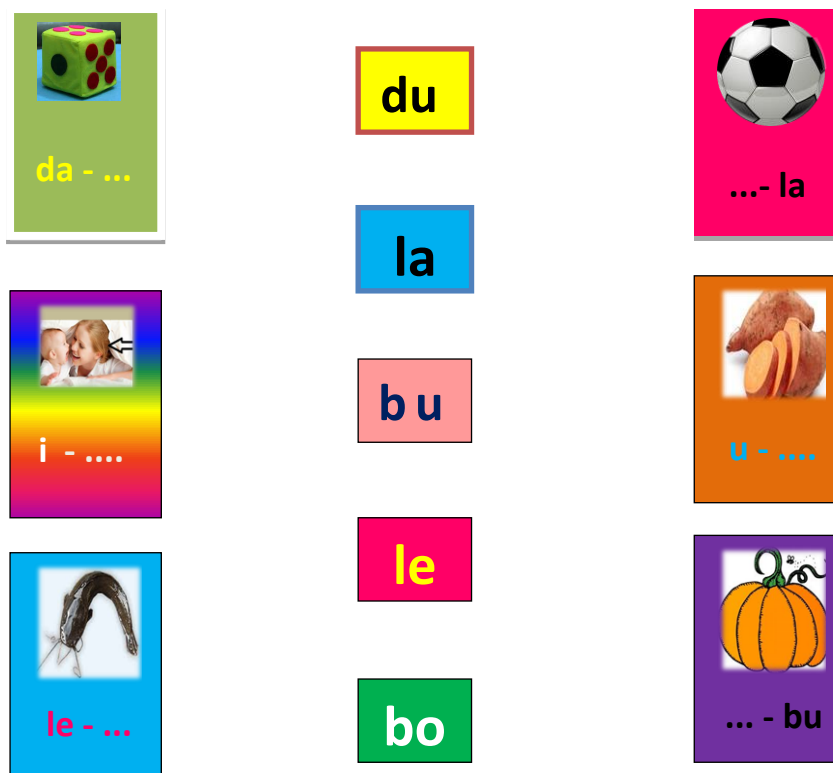 da - ...
i - ....
le - ...
du
la
b u
le
bo
...- la
u - ....
... - bu